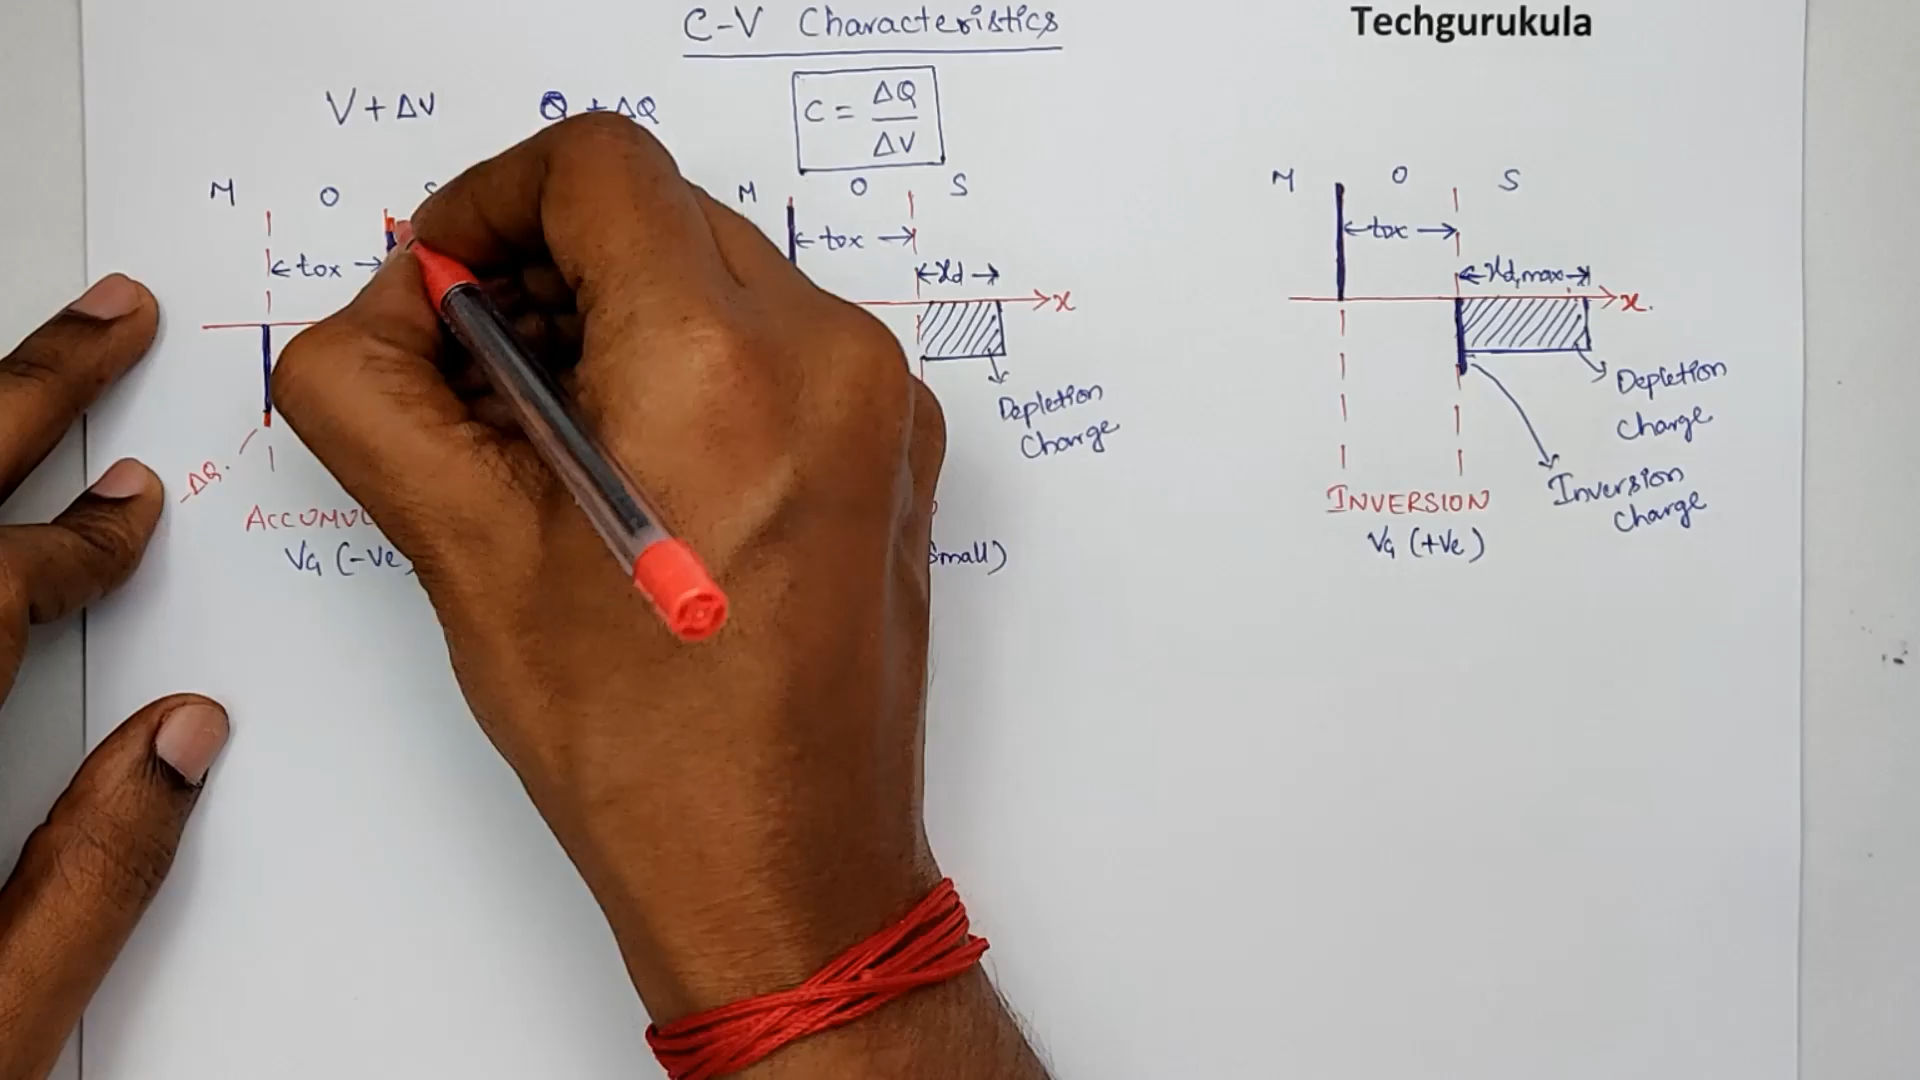 C-V Characteristics
Techgurukula
V + ΔV
Q + ΔQ
C = ΔQ / ΔV
M O S
← tox →
-ΔQ.
VG (-ve)
M O S
← tox →
← xd →
x
Depletion
Charge
small)
M O S
← tox →
← xd,max →
x.
Depletion
Charge
Inversion
Charge
INVERSION
VG (+ve)